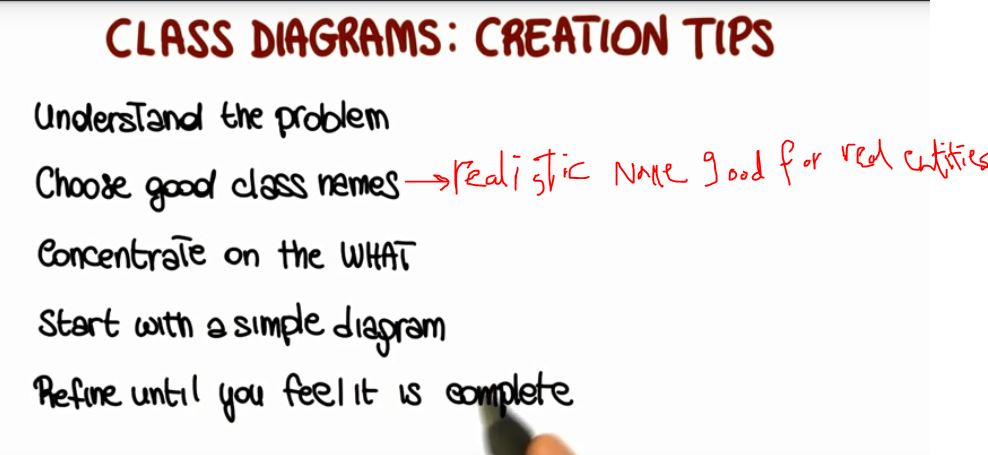 CLASS DIAGRAMS: CREATION TIPS
Understand the problem
Choose good class names → realistic name good for real entities
Concentrate on the WHAT
Start with a simple diagram
Refine until you feel it is complete